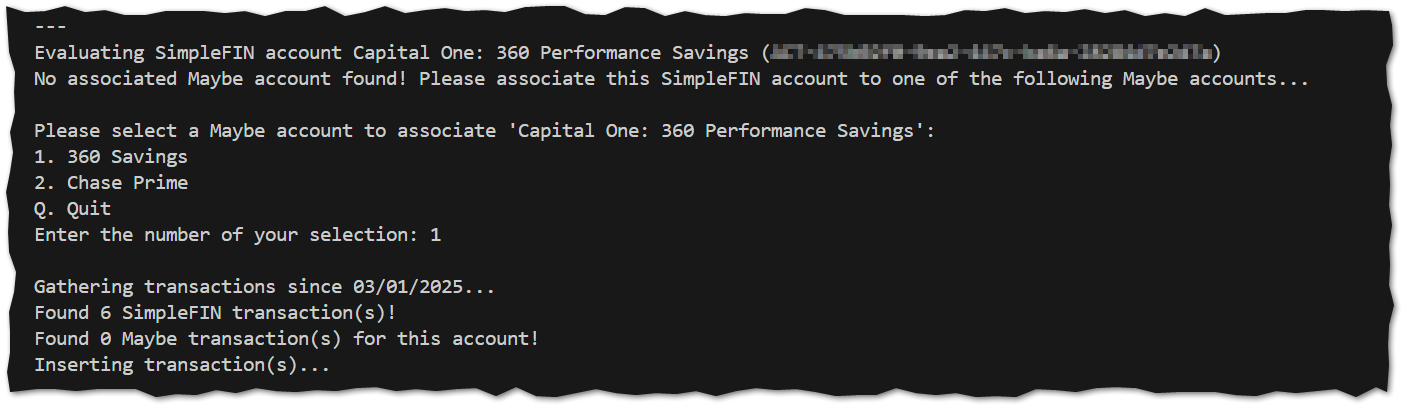 ---
Evaluating SimpleFIN account Capital One: 360 Performance Savings ( )
No associated Maybe account found! Please associate this SimpleFIN account to one of the following Maybe accounts...
Please select a Maybe account to associate 'Capital One: 360 Performance Savings':
1. 360 Savings
2. Chase Prime
Q. Quit
Enter the number of your selection: 1
Gathering transactions since 03/01/2025...
Found 6 SimpleFIN transaction(s)!
Found 0 Maybe transaction(s) for this account!
Inserting transaction(s)...